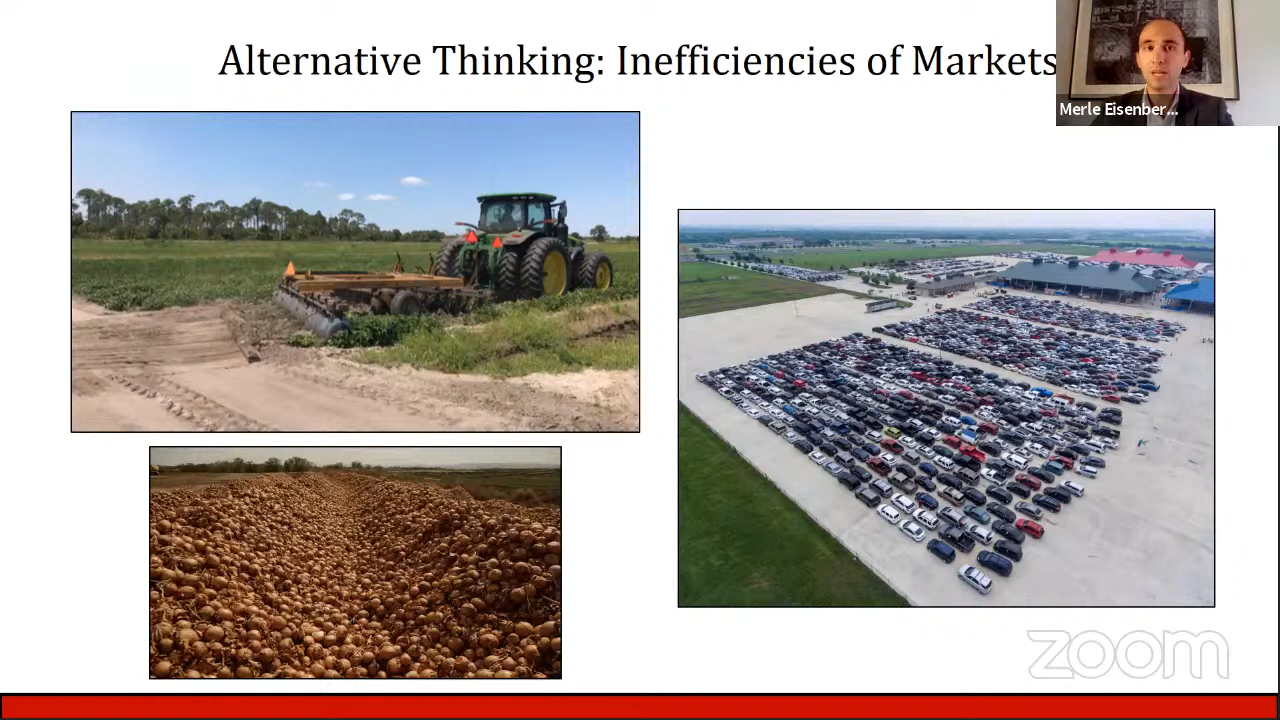 Alternative Thinking: Inefficiencies of Markets
Merle Eisenber...
zoom